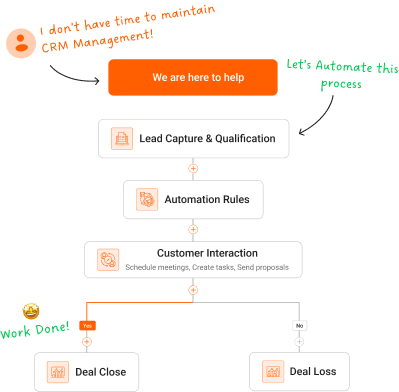 I don't have time to maintain
CRM Management!
We are here to help
Let's Automate this
process
Lead Capture & Qualification
Automation Rules
Customer Interaction
Schedule meetings, Create tasks, Send proposals
Work Done!
Yes
No
Deal Close
Deal Loss